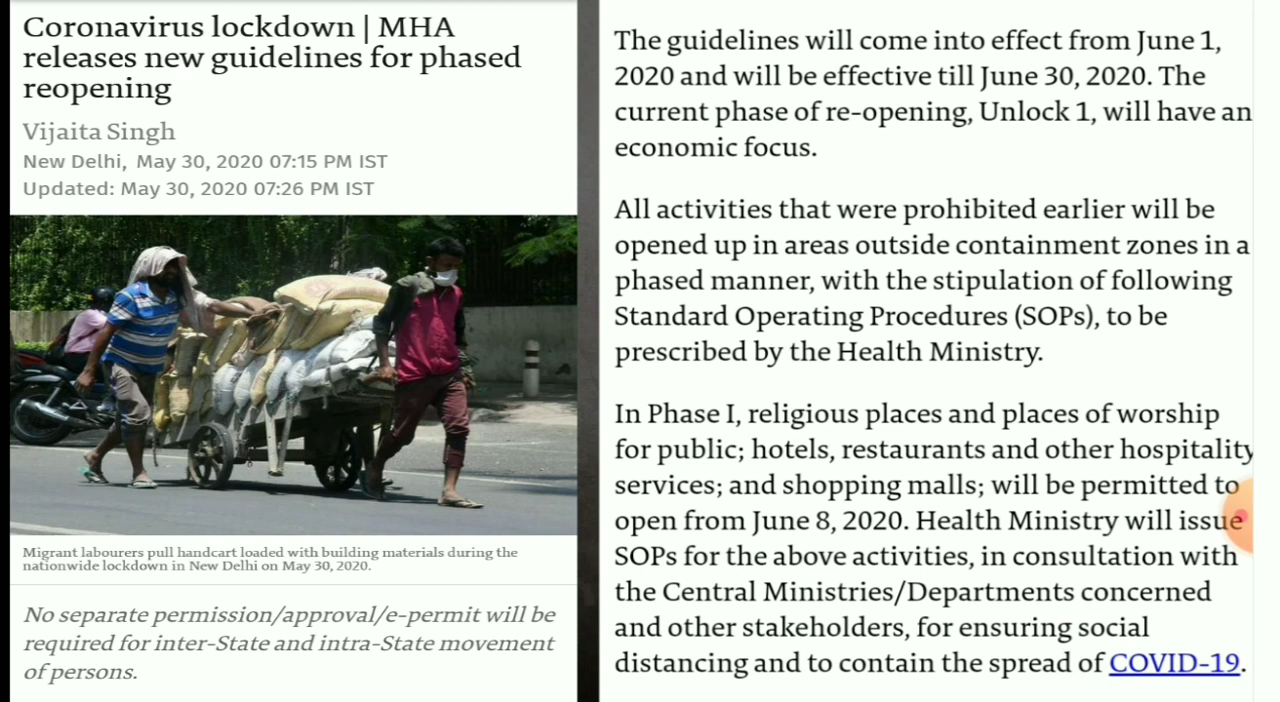 Coronavirus lockdown | MHA
releases new guidelines for phased
reopening
Vijaita Singh
New Delhi, May 30, 2020 07:15 PM IST
Updated: May 30, 2020 07:26 PM IST
Migrant labourers pull handcart loaded with building materials during the
nationwide lockdown in New Delhi on May 30, 2020.
No separate permission/approval/e-permit will be
required for inter-State and intra-State movement
of persons.
The guidelines will come into effect from June 1,
2020 and will be effective till June 30, 2020. The
current phase of re-opening, Unlock 1, will have an
economic focus.
All activities that were prohibited earlier will be
opened up in areas outside containment zones in a
phased manner, with the stipulation of following
Standard Operating Procedures (SOPs), to be
prescribed by the Health Ministry.
In Phase I, religious places and places of worship
for public; hotels, restaurants and other hospitality
services; and shopping malls; will be permitted to
open from June 8, 2020. Health Ministry will issue
SOPs for the above activities, in consultation with
the Central Ministries/Departments concerned
and other stakeholders, for ensuring social
distancing and to contain the spread of COVID-19.